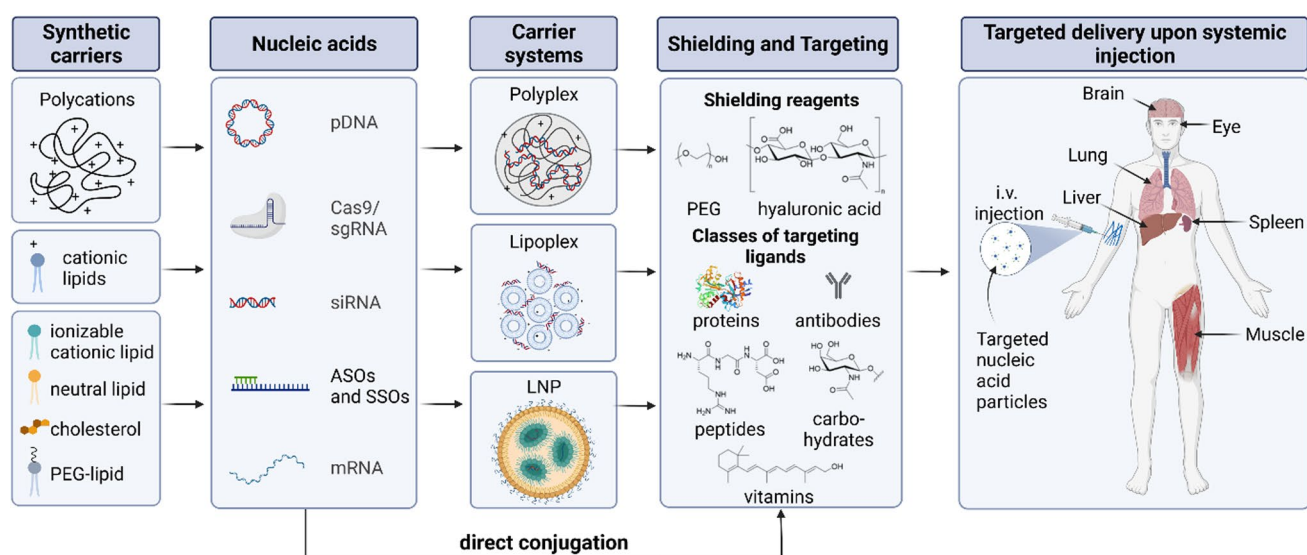 Synthetic
carriers
Polycations
cationic
lipids
ionizable
cationic lipid
neutral lipid
cholesterol
PEG-lipid
Nucleic acids
pDNA
Cas9/
sgRNA
siRNA
ASOs
and SSOs
mRNA
Carrier
systems
Polyplex
Lipoplex
LNP
Shielding and Targeting
Shielding reagents
PEG
hyaluronic acid
Classes of targeting
ligands
proteins
antibodies
peptides
carbo-
hydrates
vitamins
direct conjugation
Targeted delivery upon systemic
injection
Brain
Eye
Lung
Liver
i.v.
injection
Spleen
Muscle
Targeted
nucleic
acid
particles